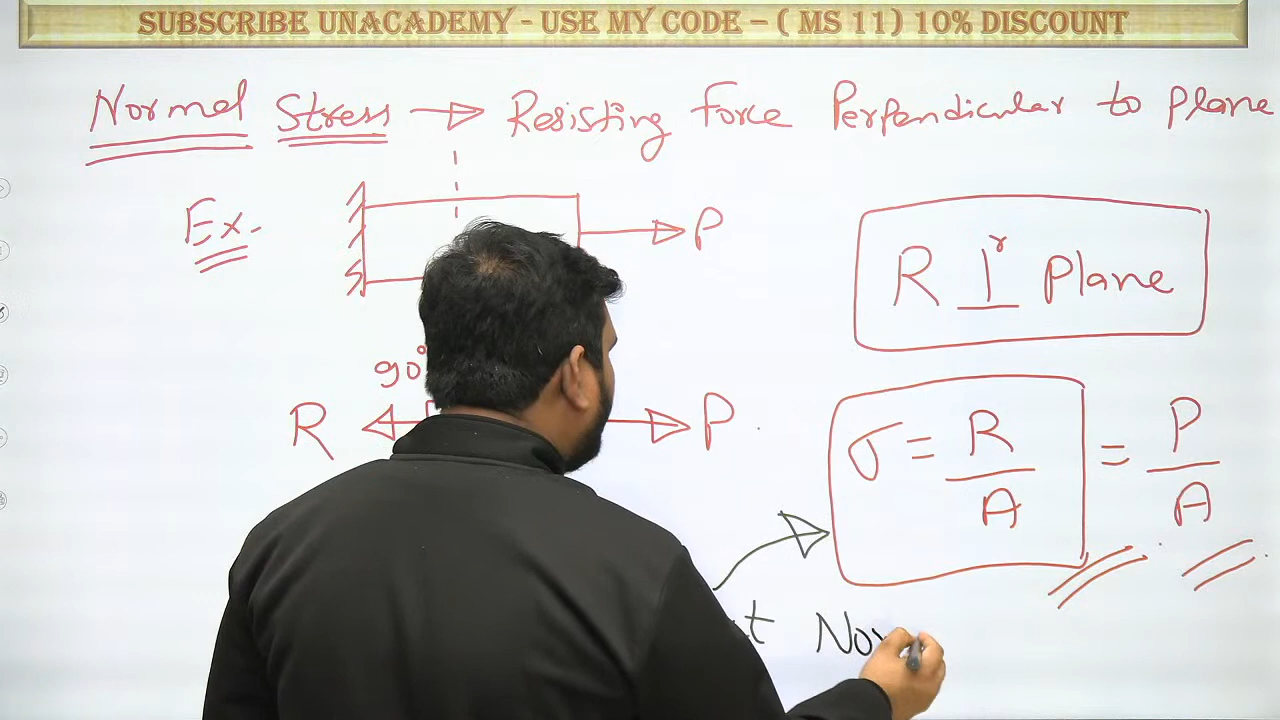 SUBSCRIBE UNACADEMY - USE MY CODE – ( MS 11) 10% DISCOUNT
Normal Stress → Resisting force Perpendicular to plane
Ex.
P
R ⊥r Plane
90°
R
P
σ = R/A = P/A